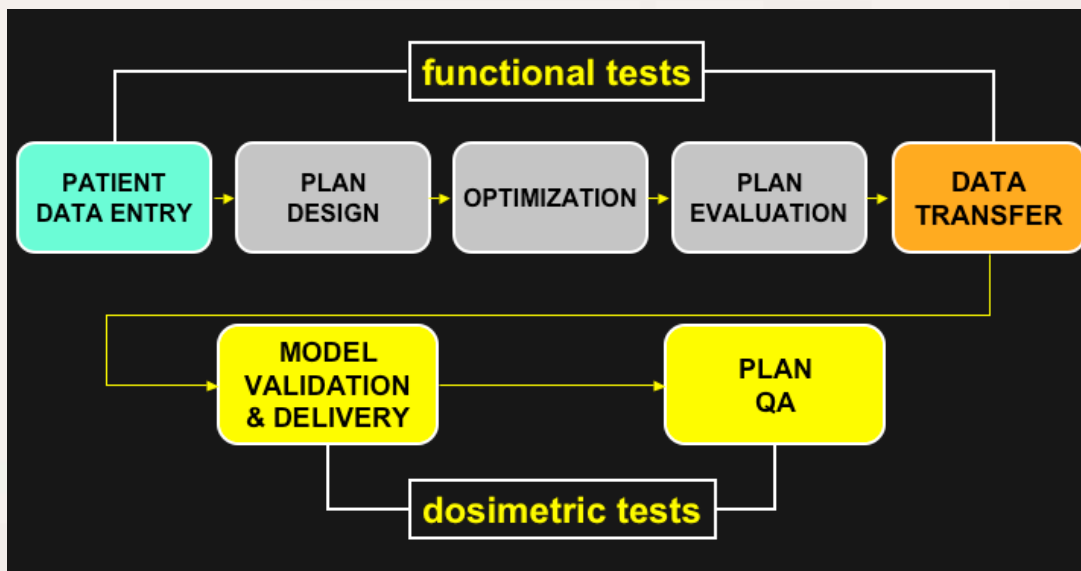 functional tests
PATIENT
DATA ENTRY
PLAN
DESIGN
OPTIMIZATION
PLAN
EVALUATION
DATA
TRANSFER
MODEL
VALIDATION
& DELIVERY
PLAN
QA
dosimetric tests